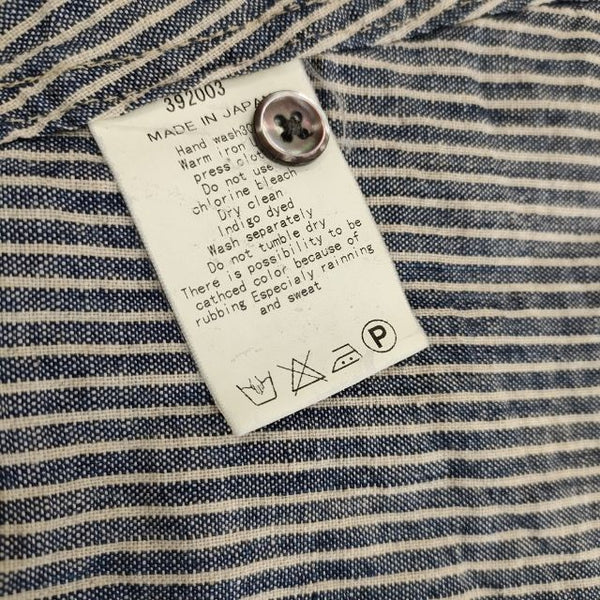 392003
MADE IN JAPAN
Hand wash30
Warm iron
press cloth
Do not use
chlorine bleach
Dry clean
Indigo dyed
Wash separately
Do not tumble dry
There is possibility to be
cathced color because of
rubbing Especialy rainning
and sweat
P